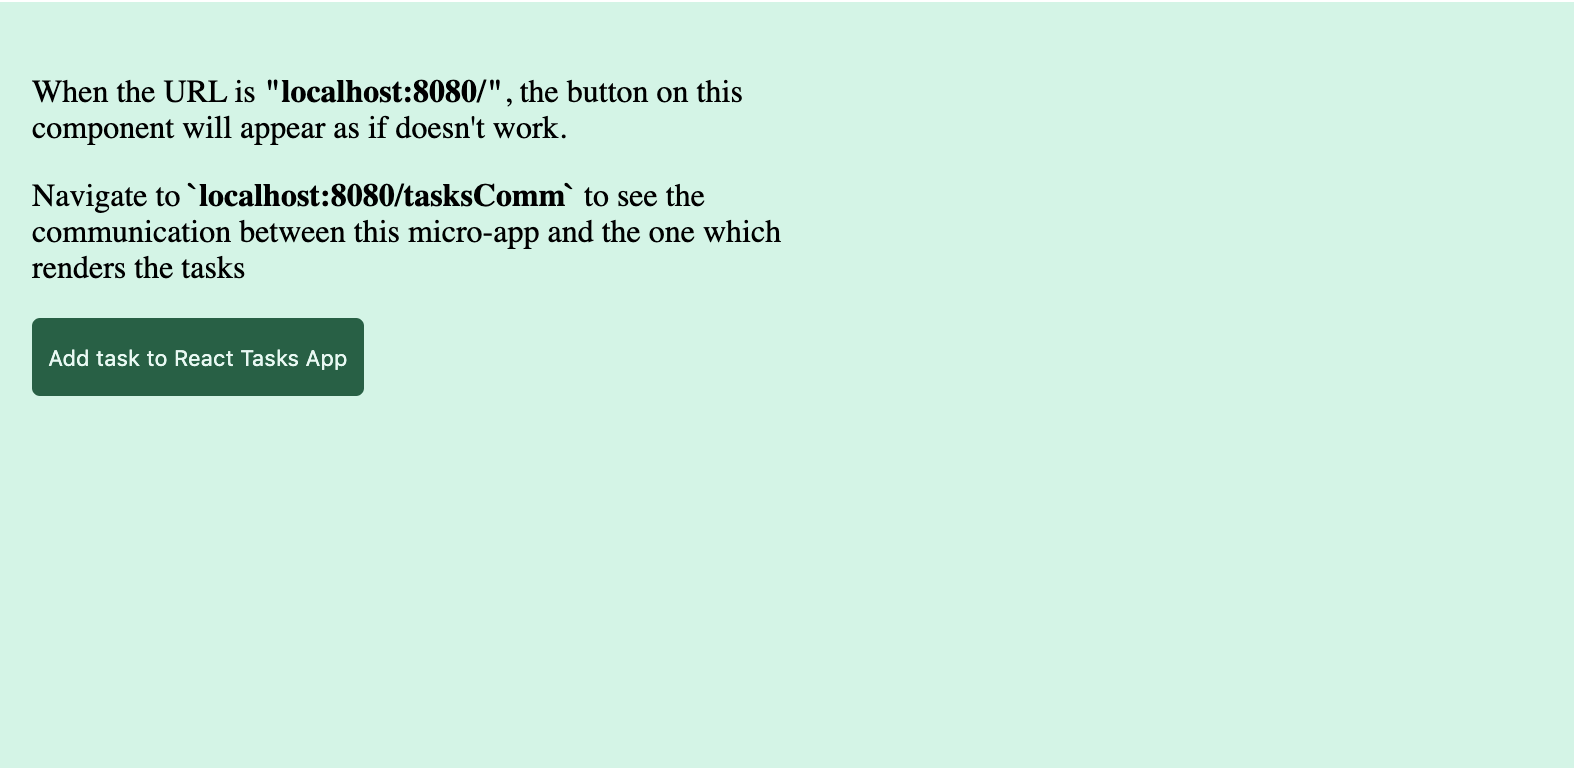 When the URL is "localhost:8080/", the button on this
component will appear as if doesn't work.
Navigate to `localhost:8080/tasksComm` to see the
communication between this micro-app and the one which
renders the tasks
Add task to React Tasks App